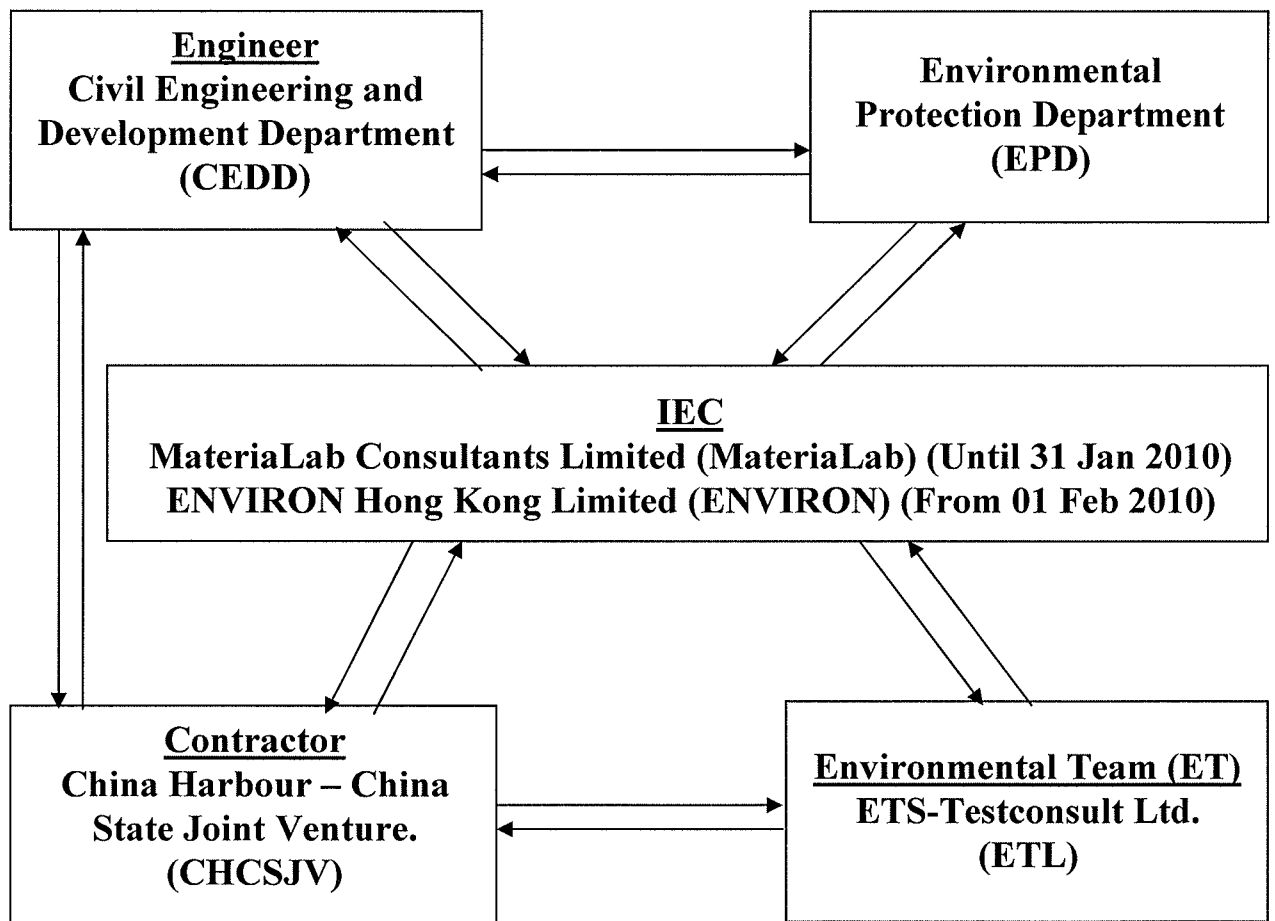 Engineer
Civil Engineering and
Development Department
(CEDD)
Environmental
Protection Department
(EPD)
IEC
MateriaLab Consultants Limited (MateriaLab) (Until 31 Jan 2010)
ENVIRON Hong Kong Limited (ENVIRON) (From 01 Feb 2010)
Contractor
China Harbour – China
State Joint Venture.
(CHCSJV)
Environmental Team (ET)
ETS-Testconsult Ltd.
(ETL)